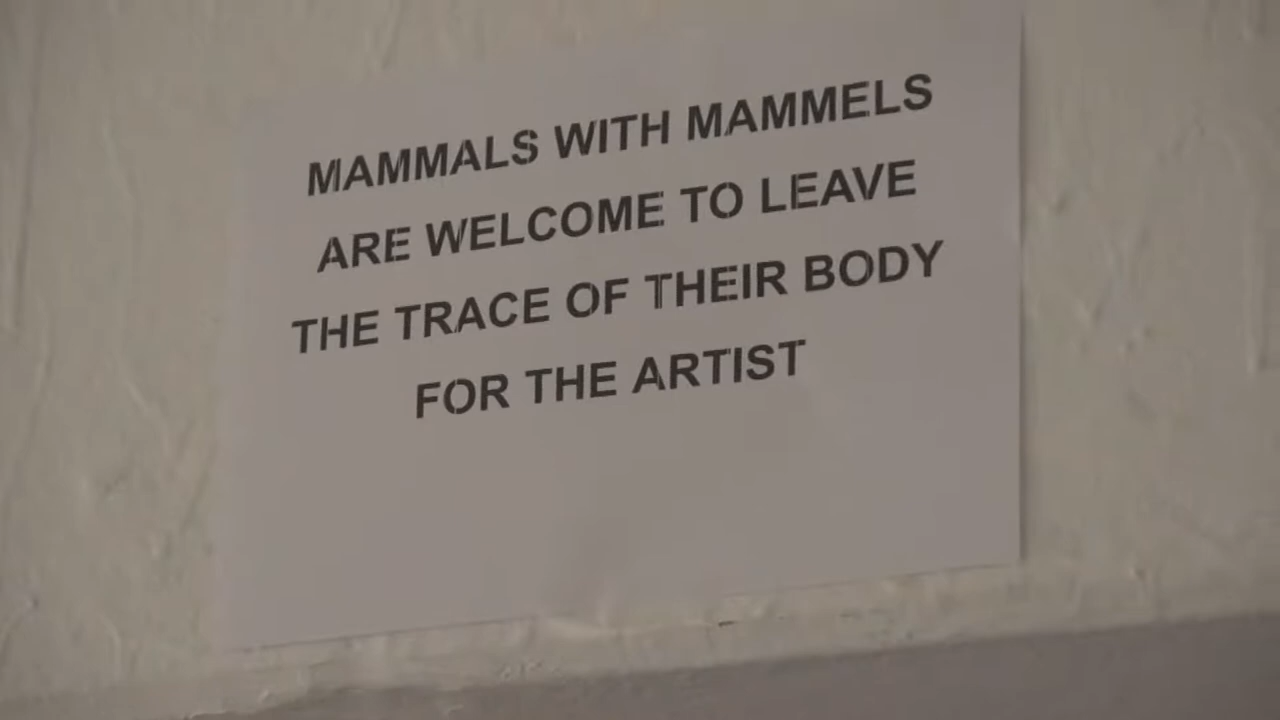 MAMMALS WITH MAMMELS
ARE WELCOME TO LEAVE
THE TRACE OF THEIR BODY
FOR THE ARTIST